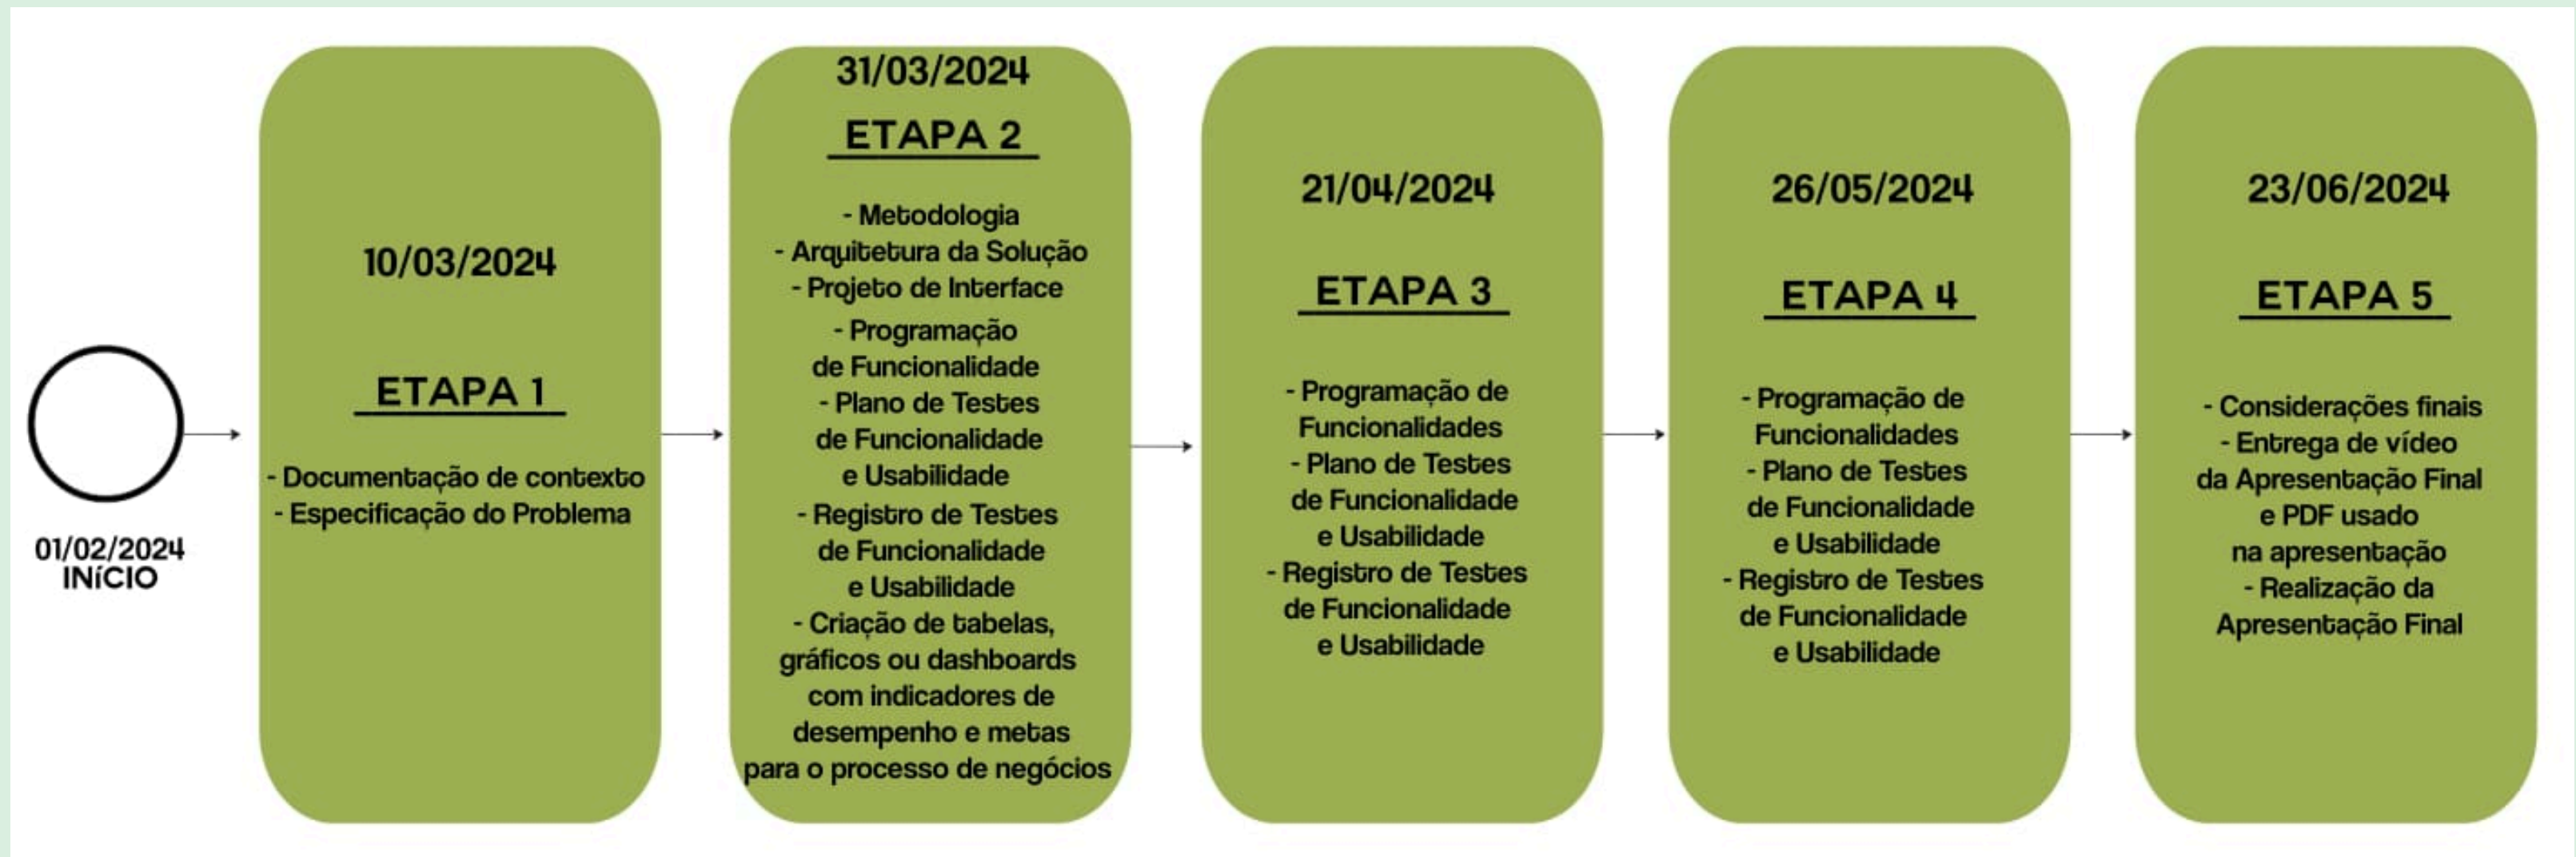 01/02/2024
INíCIO
10/03/2024
ETAPA 1
- Documentação de contexto
- Especificação do Problema
31/03/2024
ETAPA 2
- Metodologia
- Arquitetura da Solução
- Projeto de Interface
- Programação
de Funcionalidade
- Plano de Testes
de Funcionalidade
e Usabilidade
- Registro de Testes
de Funcionalidade
e Usabilidade
- Criação de tabelas,
gráficos ou dashboards
com indicadores de
desempenho e metas
para o processo de negócios
21/04/2024
ETAPA 3
- Programação de
Funcionalidades
- Plano de Testes
de Funcionalidade
e Usabilidade
- Registro de Testes
de Funcionalidade
e Usabilidade
26/05/2024
ETAPA 4
- Programação de
Funcionalidades
- Plano de Testes
de Funcionalidade
e Usabilidade
- Registro de Testes
de Funcionalidade
e Usabilidade
23/06/2024
ETAPA 5
- Considerações finais
- Entrega de vídeo
da Apresentação Final
e PDF usado
na apresentação
- Realização da
Apresentação Final